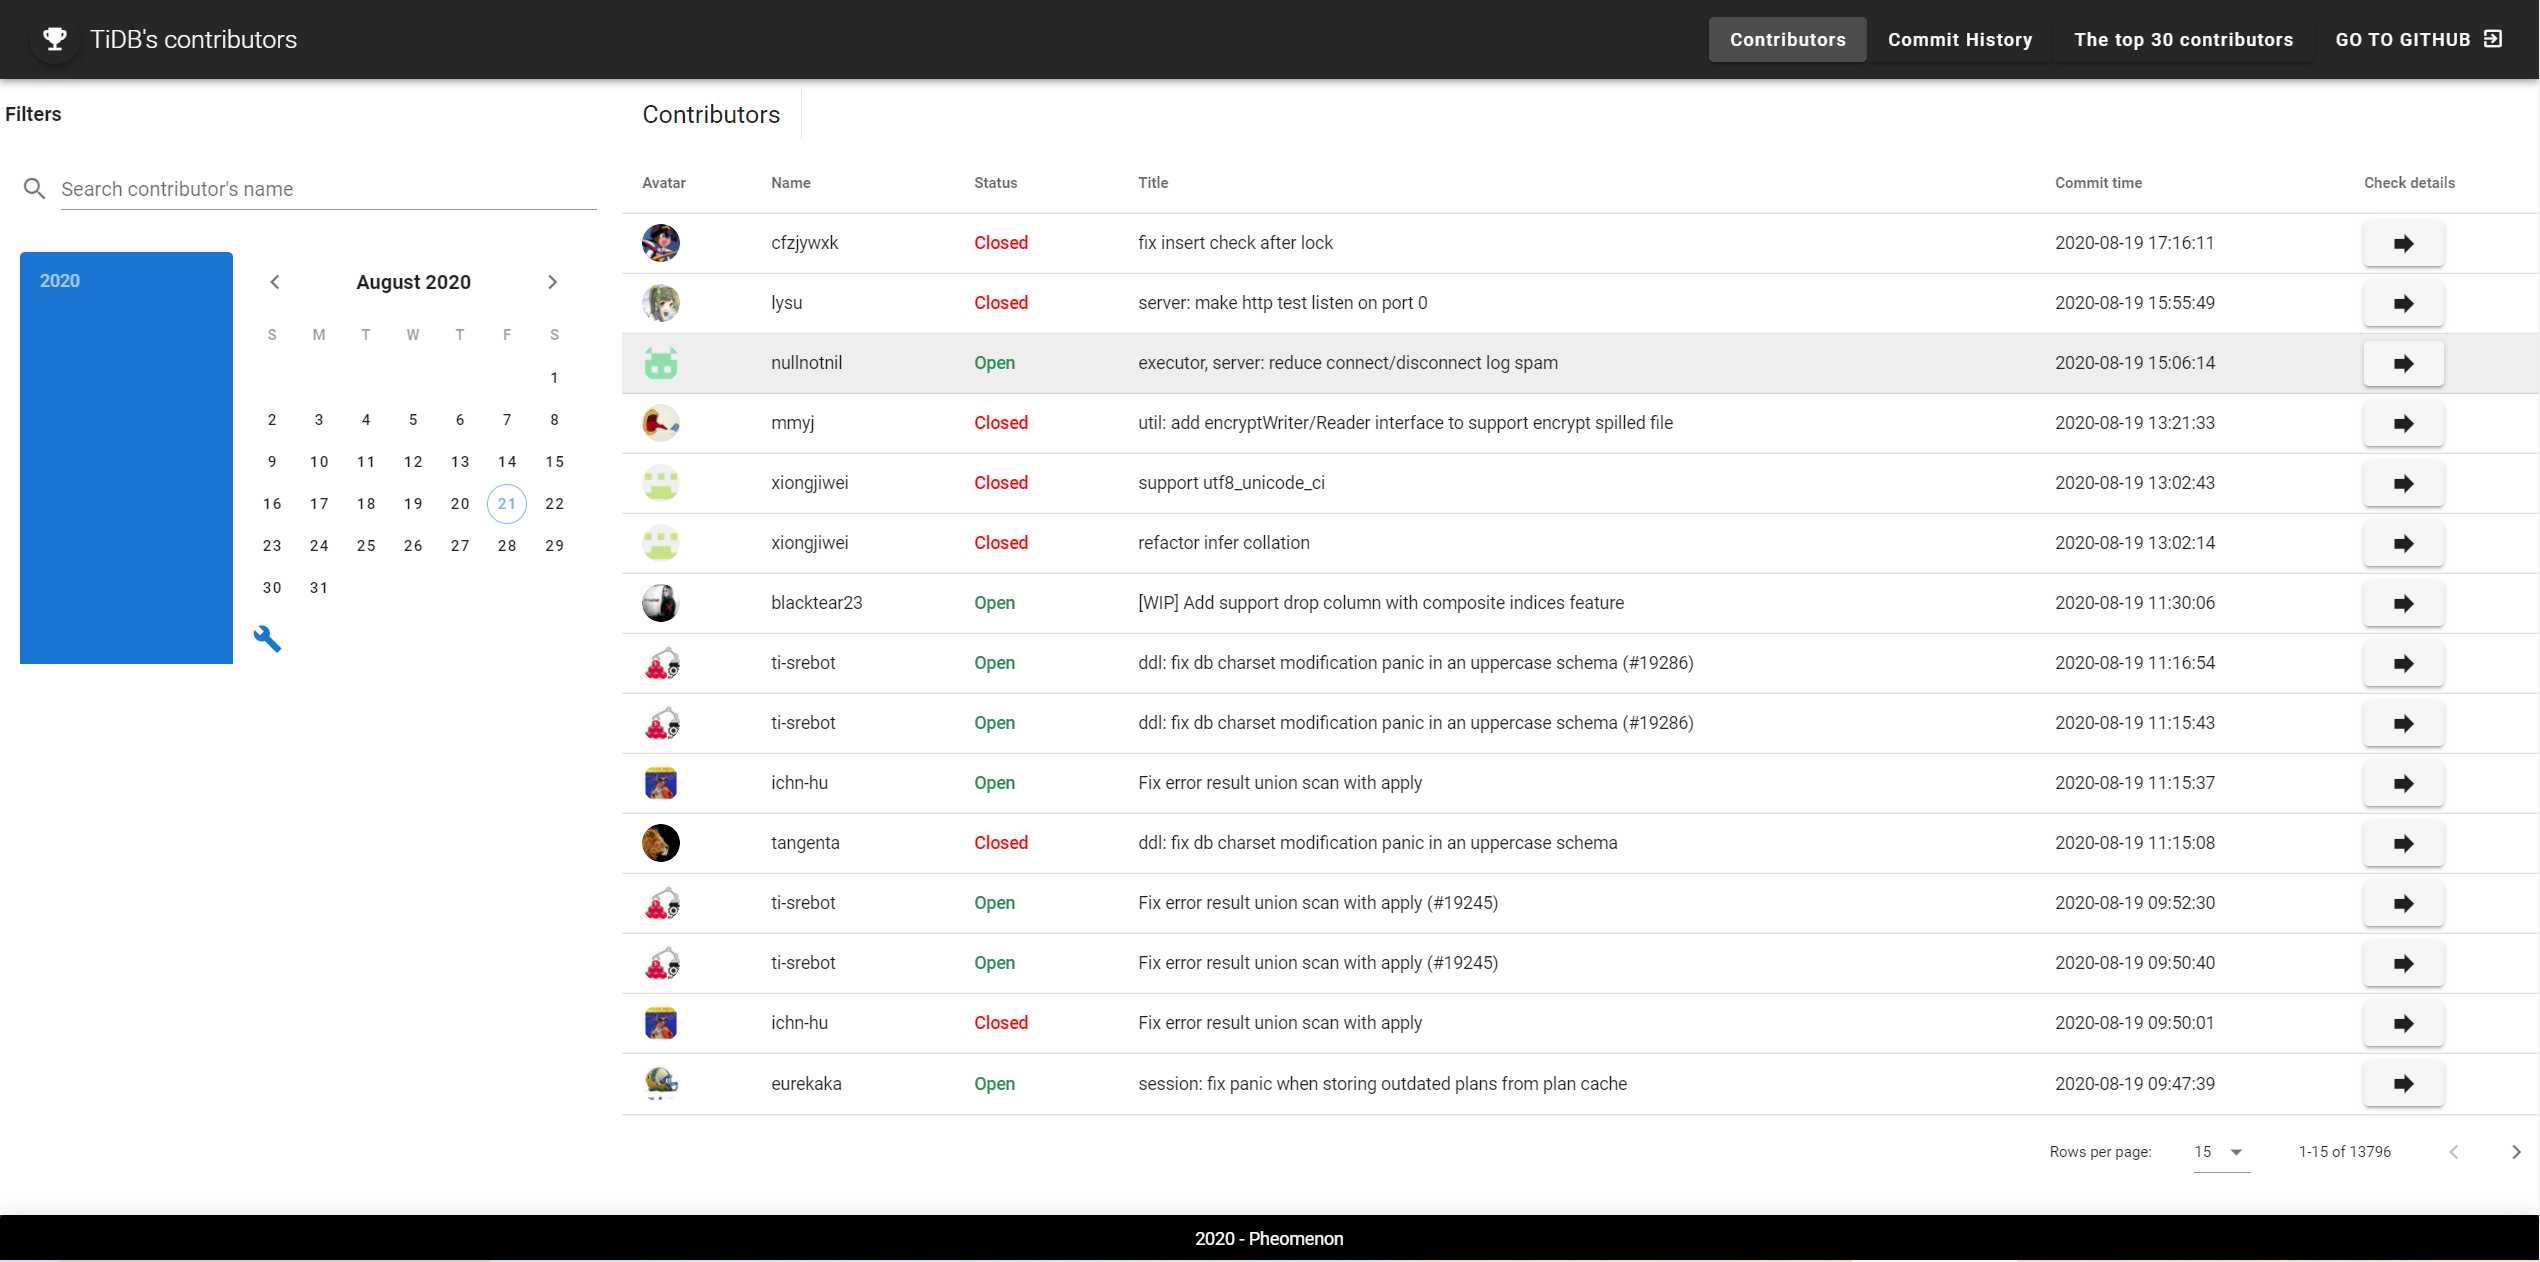 TiDB's contributors
Contributors Commit History The top 30 contributors GO TO GITHUB
Filters
Search contributor's name
2020
August 2020
S M T W T F S
1
2 3 4 5 6 7 8
9 10 11 12 13 14 15
16 17 18 19 20 21 22
23 24 25 26 27 28 29
30 31
Contributors
Avatar Name Status Title Commit time Check details
cfzjywxk Closed fix insert check after lock 2020-08-19 17:16:11
lysu Closed server: make http test listen on port 0 2020-08-19 15:55:49
nullnotnil Open executor, server: reduce connect/disconnect log spam 2020-08-19 15:06:14
mmyj Closed util: add encryptWriter/Reader interface to support encrypt spilled file 2020-08-19 13:21:33
xiongjiwei Closed support utf8_unicode_ci 2020-08-19 13:02:43
xiongjiwei Closed refactor infer collation 2020-08-19 13:02:14
blacktear23 Open [WIP] Add support drop column with composite indices feature 2020-08-19 11:30:06
ti-srebot Open ddl: fix db charset modification panic in an uppercase schema (#19286) 2020-08-19 11:16:54
ti-srebot Open ddl: fix db charset modification panic in an uppercase schema (#19286) 2020-08-19 11:15:43
ichn-hu Open Fix error result union scan with apply 2020-08-19 11:15:37
tangenta Closed ddl: fix db charset modification panic in an uppercase schema 2020-08-19 11:15:08
ti-srebot Open Fix error result union scan with apply (#19245) 2020-08-19 09:52:30
ti-srebot Open Fix error result union scan with apply (#19245) 2020-08-19 09:50:40
ichn-hu Closed Fix error result union scan with apply 2020-08-19 09:50:01
eurekaka Open session: fix panic when storing outdated plans from plan cache 2020-08-19 09:47:39
Rows per page: 15 1-15 of 13796
2020 - Pheomenon